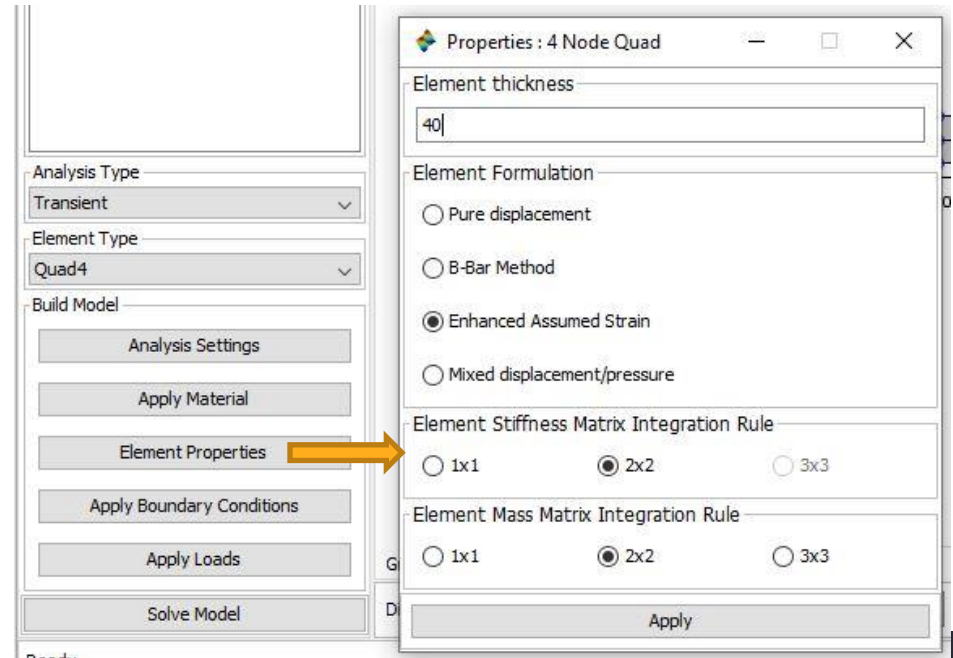 Properties : 4 Node Quad
Element thickness
40
Analysis Type
Transient
Element Type
Quad4
Build Model
Analysis Settings
Apply Material
Element Properties
Apply Boundary Conditions
Apply Loads
Solve Model
Element Formulation
Pure displacement
B-Bar Method
Enhanced Assumed Strain
Mixed displacement/pressure
Element Stiffness Matrix Integration Rule
1x1 2x2 3x3
Element Mass Matrix Integration Rule
1x1 2x2 3x3
Apply